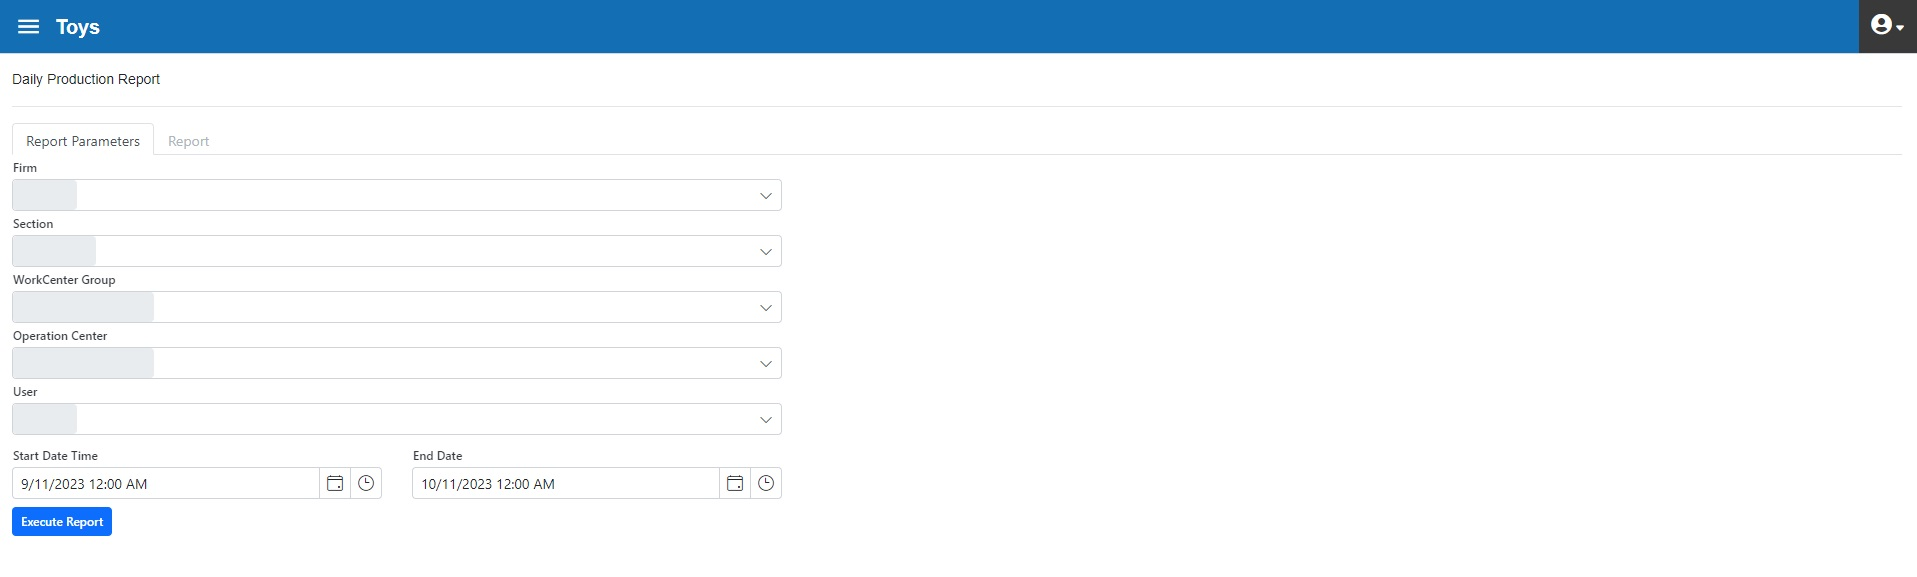 Toys
Daily Production Report
Report Parameters Report
Firm
Section
WorkCenter Group
Operation Center
User
Start Date Time End Date
9/11/2023 12:00 AM 10/11/2023 12:00 AM
Execute Report